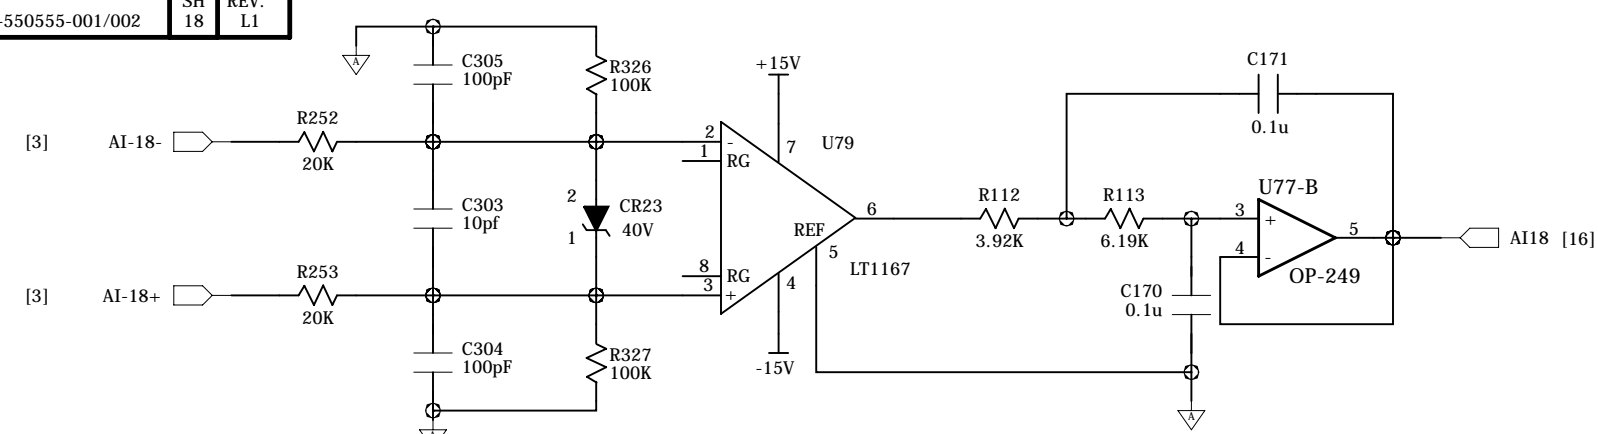 SH REV.
-550555-001/002 18 L1
A
C305
100pF
R326
100K
+15V
C171
0.1u
[3] AI-18-
R252
20K
2
1
-
RG
7
U79
C303
10pf
2
1
CR23
40V
REF
6
5
LT1167
R112
3.92K
R113
6.19K
U77-B
3
+
4
-
5
OP-249
AI18 [16]
[3] AI-18+
R253
20K
8
3
RG
+
4
C170
0.1u
C304
100pF
R327
100K
-15V
A
A